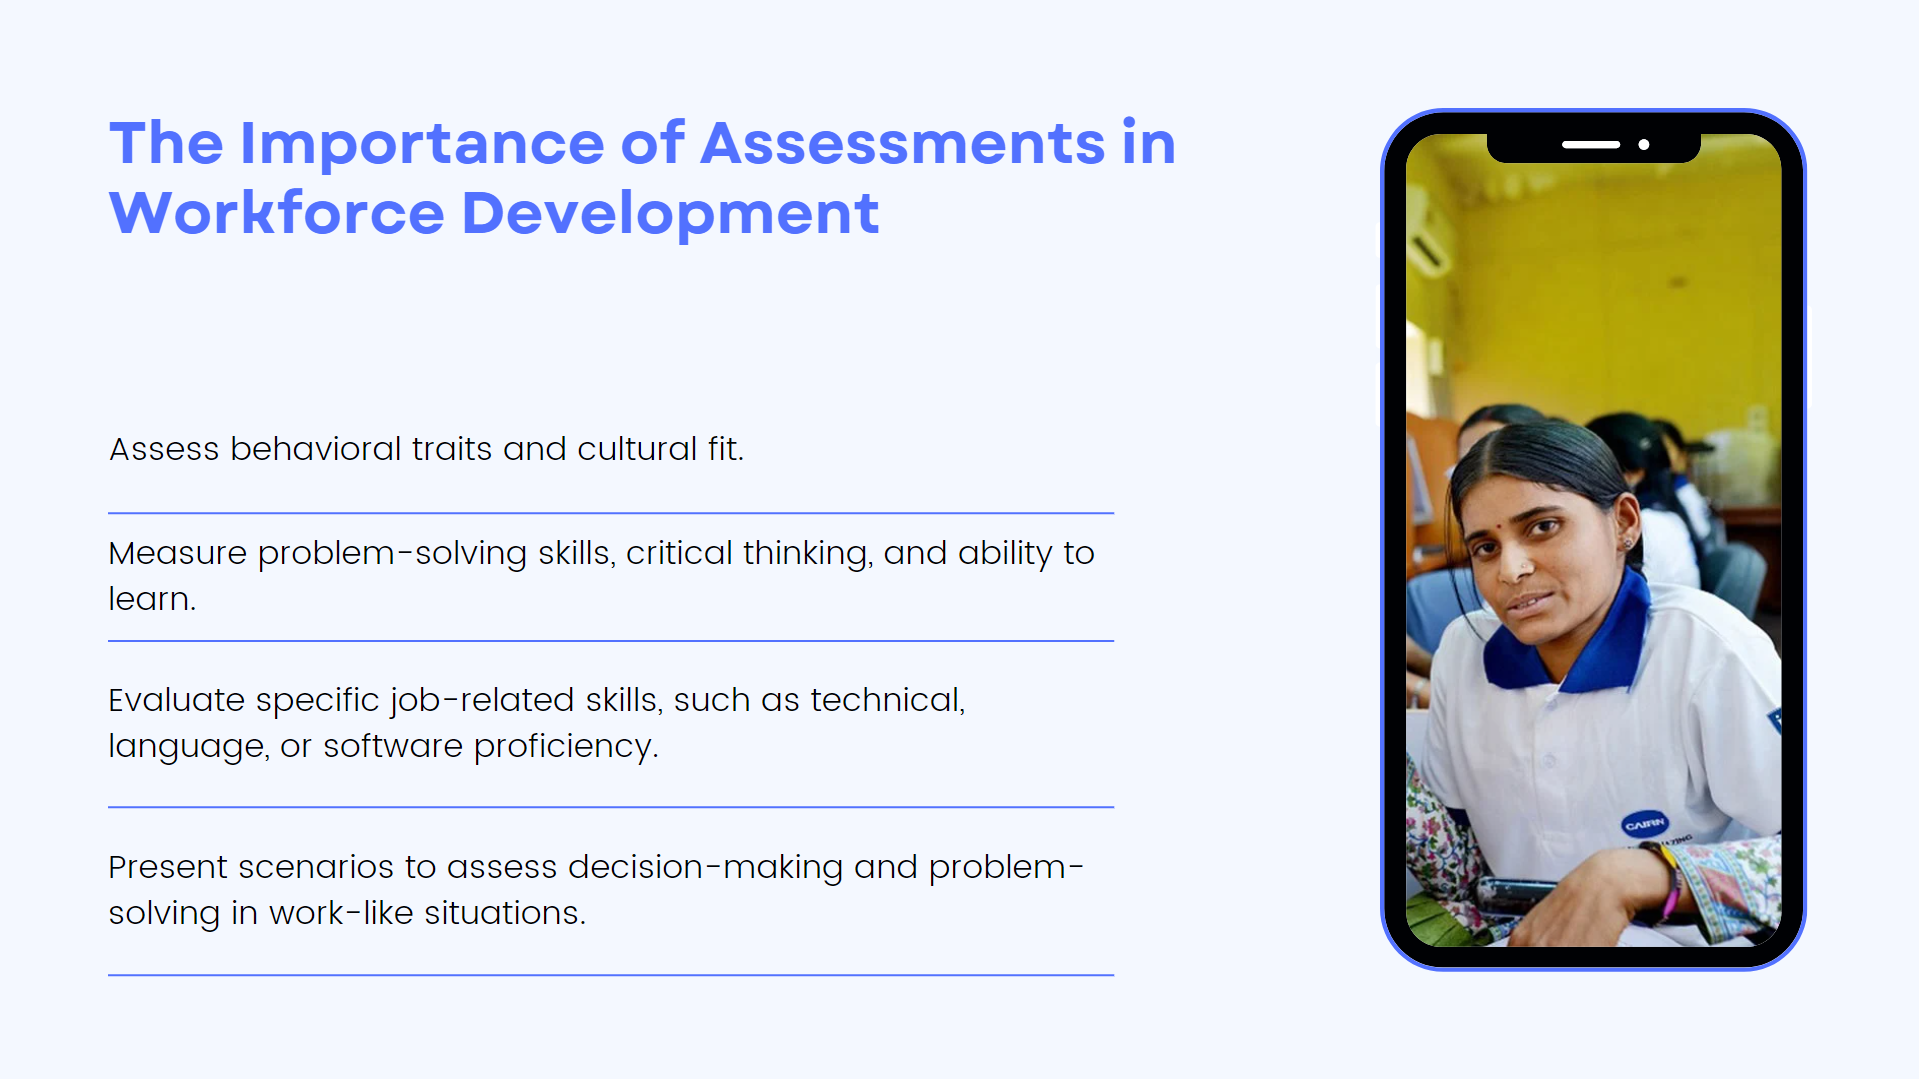 The Importance of Assessments in
Workforce Development
Assess behavioral traits and cultural fit.
Measure problem-solving skills, critical thinking, and ability to
learn.
Evaluate specific job-related skills, such as technical,
language, or software proficiency.
Present scenarios to assess decision-making and problem-
solving in work-like situations.
CAIRN